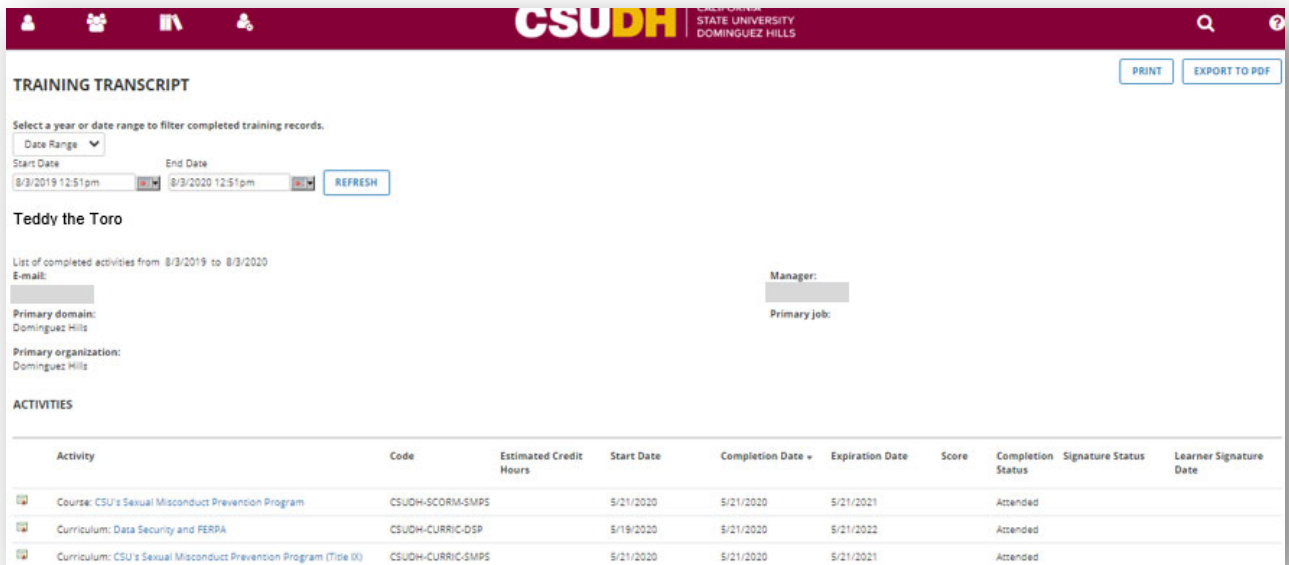 CSUDH
CALIFORNIA
STATE UNIVERSITY
DOMINGUEZ HILLS
PRINT
EXPORT TO PDF
TRAINING TRANSCRIPT
Select a year or date range to filter completed training records.
Date Range
Start Date End Date
8/3/2019 12:51pm 8/3/2020 12:51pm REFRESH
Teddy the Toro
List of completed activities from 8/3/2019 to 8/3/2020
E-mail: Manager:
Primary domain: Primary job:
Dominguez Hills
Primary organization:
Dominguez Hills
ACTIVITIES
Activity Code Estimated Credit Hours Start Date Completion Date Expiration Date Score Completion Status Signature Status Learner Signature Date
Course: CSU's Sexual Misconduct Prevention Program CSUDH-SCORM-SMPS 5/21/2020 5/21/2020 5/21/2021 Attended
Curriculum: Data Security and FERPA CSUDH-CURRIC-DSP 5/19/2020 5/21/2020 5/21/2022 Attended
Curriculum: CSU's Sexual Misconduct Prevention Program (Title IX) CSUDH-CURRIC-SMPS 5/21/2020 5/21/2020 5/21/2021 Attended